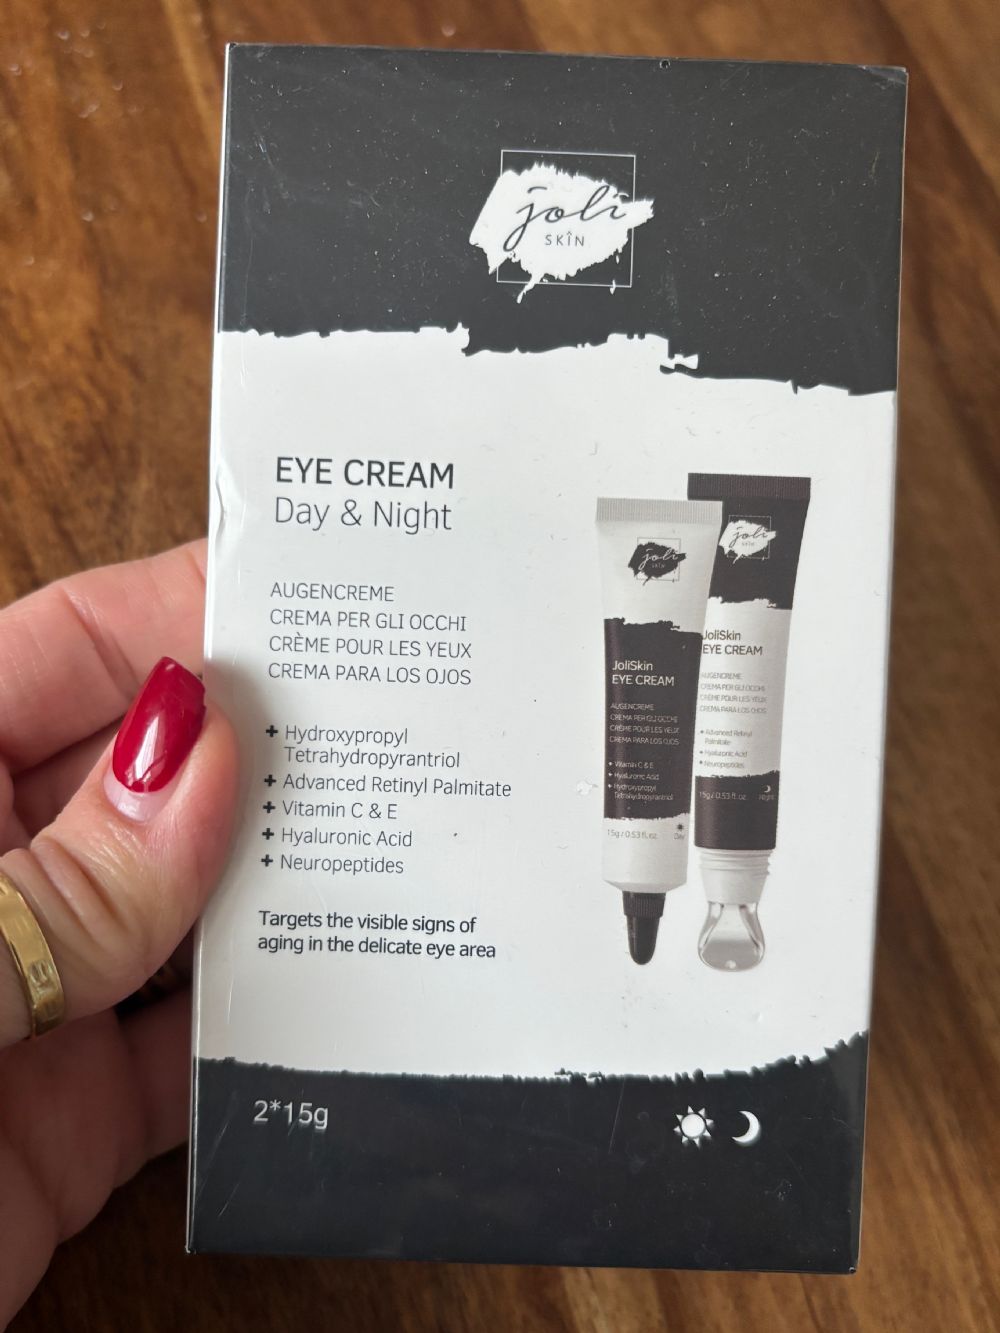 joli
SKÎN
EYE CREAM
Day & Night
AUGENCREME
CREMA PER GLI OCCHI
CRÈME POUR LES YEUX
CREMA PARA LOS OJOS
+ Hydroxypropyl
Tetrahydropyrantriol
+ Advanced Retinyl Palmitate
+ Vitamin C & E
+ Hyaluronic Acid
+ Neuropeptides
Targets the visible signs of
aging in the delicate eye area
2*15g
joli
SKÎN
JoliSkin
EYE CREAM
AUGENCREME
CREMA PER GLI OCCHI
CRÈME POUR LES YEUX
CREMA PARA LOS OJOS
+ Vitamin C & E
+ Hyaluronic Acid
+ Hydroxypropyl
Tetrahydropyrantriol
15g / 0.53 fl. oz.
Day
joli
SKÎN
JoliSkin
EYE CREAM
AUGENCREME
CREMA PER GLI OCCHI
CRÈME POUR LES YEUX
CREMA PARA LOS OJOS
+ Advanced Retinyl
Palmitate
+ Hyaluronic Acid
+ Neuropeptides
15g / 0.53 fl. oz.
Night